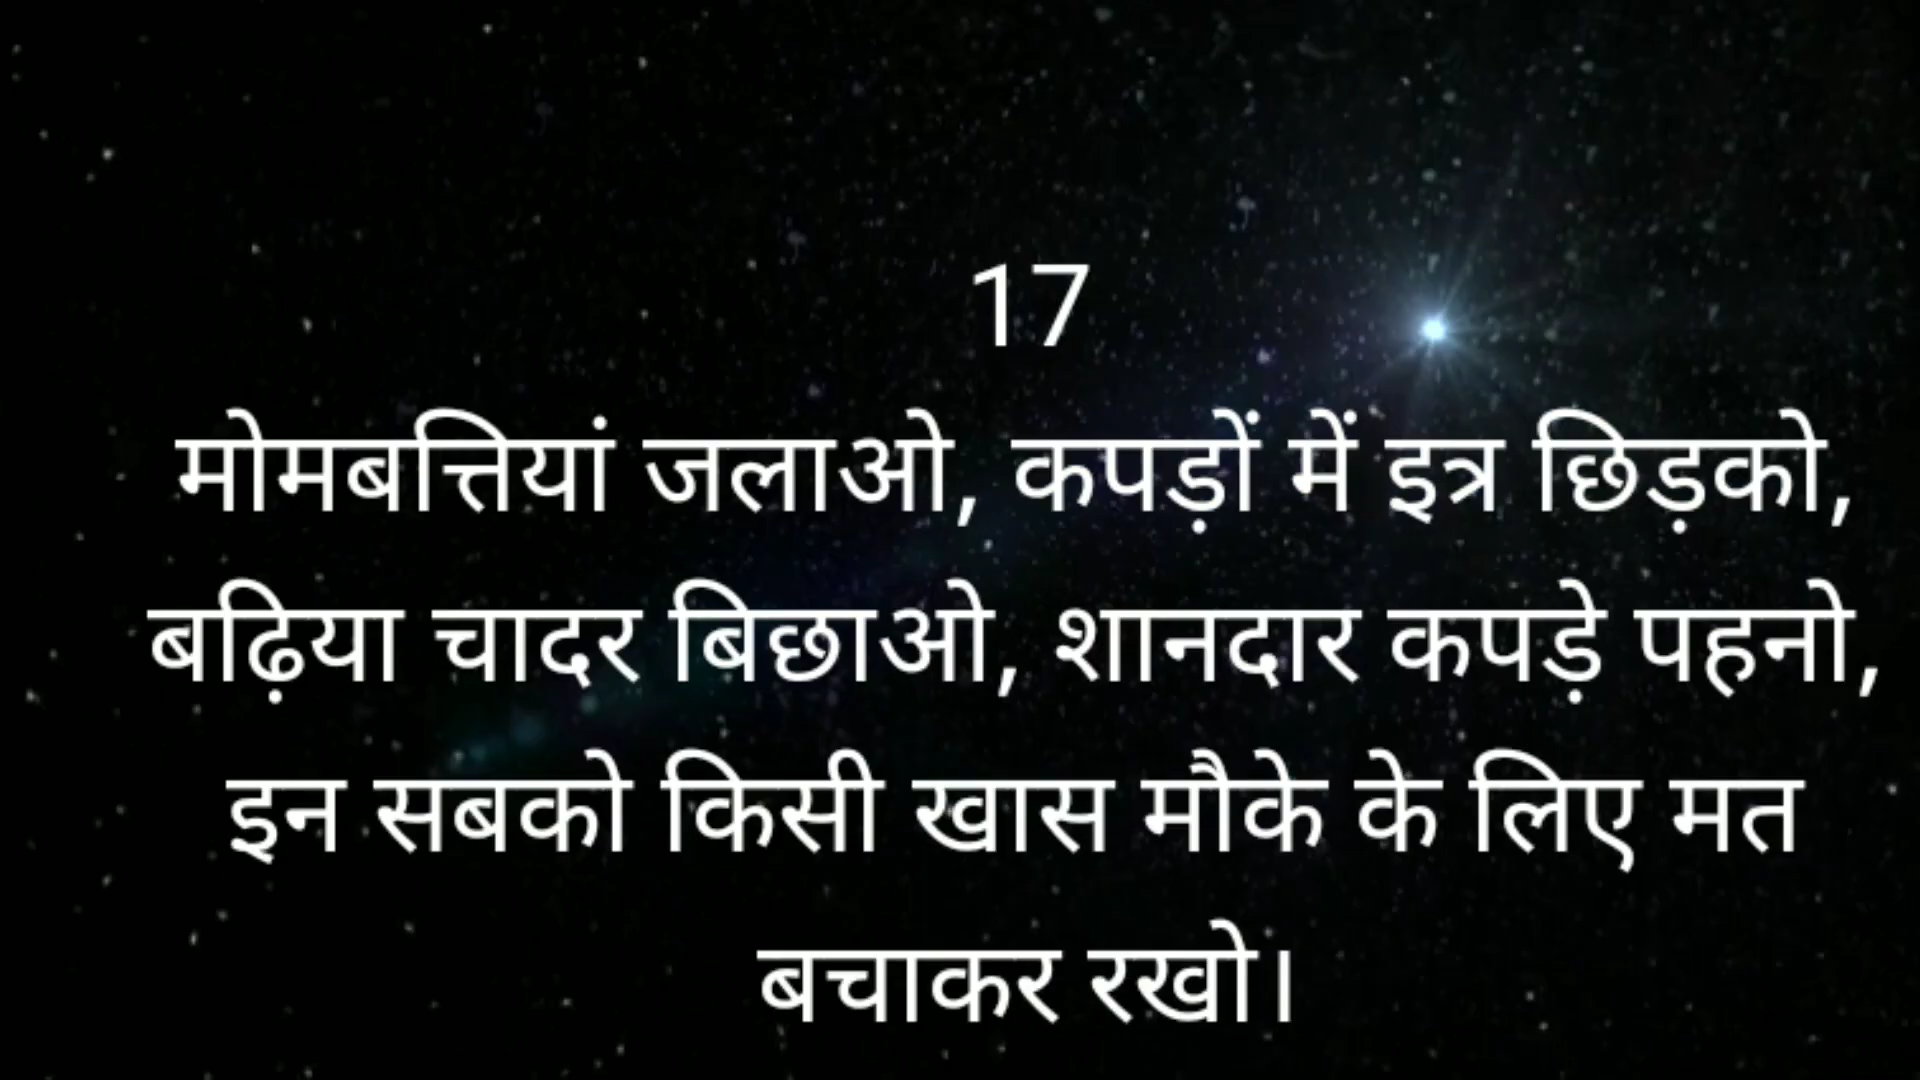 17
मोमबत्तियां जलाओ, कपड़ों में इत्र छिड़को,
बढ़िया चादर बिछाओ, शानदार कपड़े पहनो,
इन सबको किसी खास मौके के लिए मत
बचाकर रखो।